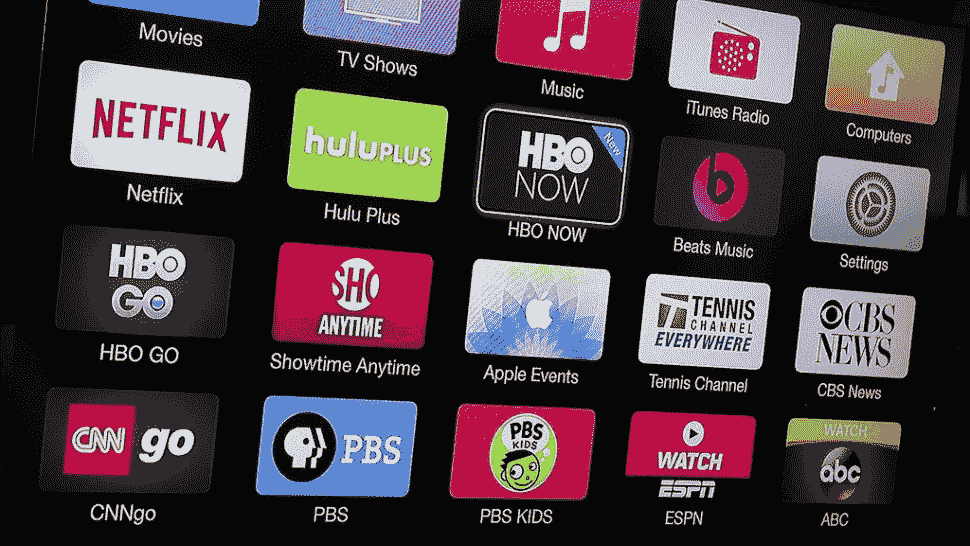 Movies
TV Shows
Music
iTunes Radio
Computers
NETFLIX
Netflix
huluPLUS
Hulu Plus
HBO
NOW
New
HBO NOW
b
Beats Music
Settings
HBO
GO
HBO GO
SHO
ANYTIME
Showtime Anytime
Apple Events
T TENNIS
CHANNEL
EVERYWHERE
Tennis Channel
CBS
NEWS
CBS News
CNN go
CNNgo
PBS
PBS
PBS
KIDS
PBS KIDS
WATCH
ESPN
ESPN
WATCH
abc
ABC